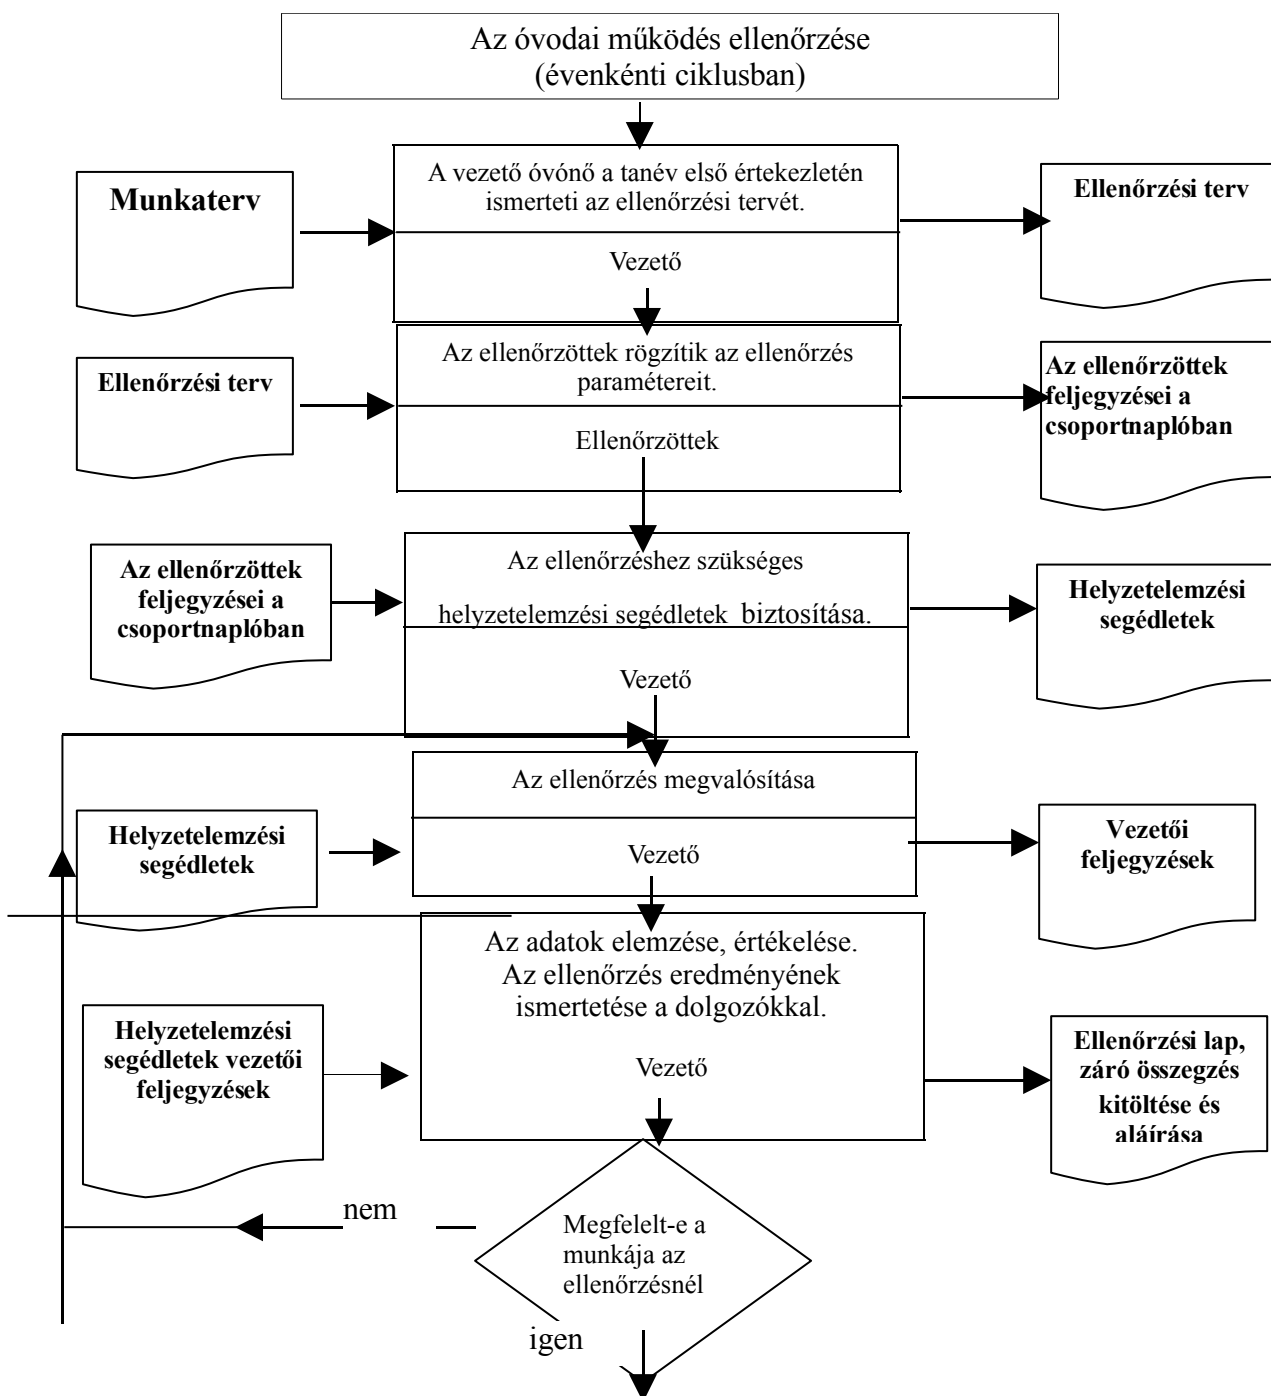 Az óvodai működés ellenőrzése
(évenkénti ciklusban)
Munkaterv
A vezető óvónő a tanév első értekezletén
ismerteti az ellenőrzési tervét.
Vezető
Ellenőrzési terv
Ellenőrzési terv
Az ellenőrzöttek rögzítik az ellenőrzés
paramétereit.
Ellenőrzöttek
Az ellenőrzöttek
feljegyzései a
csoportnaplóban
Az ellenőrzöttek
feljegyzései a
csoportnaplóban
Az ellenőrzéshez szükséges
helyzetelemzési segédletek biztosítása.
Vezető
Helyzetelemzési
segédletek
Helyzetelemzési
segédletek
Az ellenőrzés megvalósítása
Vezető
Vezetői
feljegyzések
Helyzetelemzési
segédletek vezetői
feljegyzések
Az adatok elemzése, értékelése.
Az ellenőrzés eredményének
ismertetése a dolgozókkal.
Vezető
Ellenőrzési lap,
záró összegzés
kitöltése és
aláírása
nem
Megfelelt-e a
munkája az
ellenőrzésnél
igen